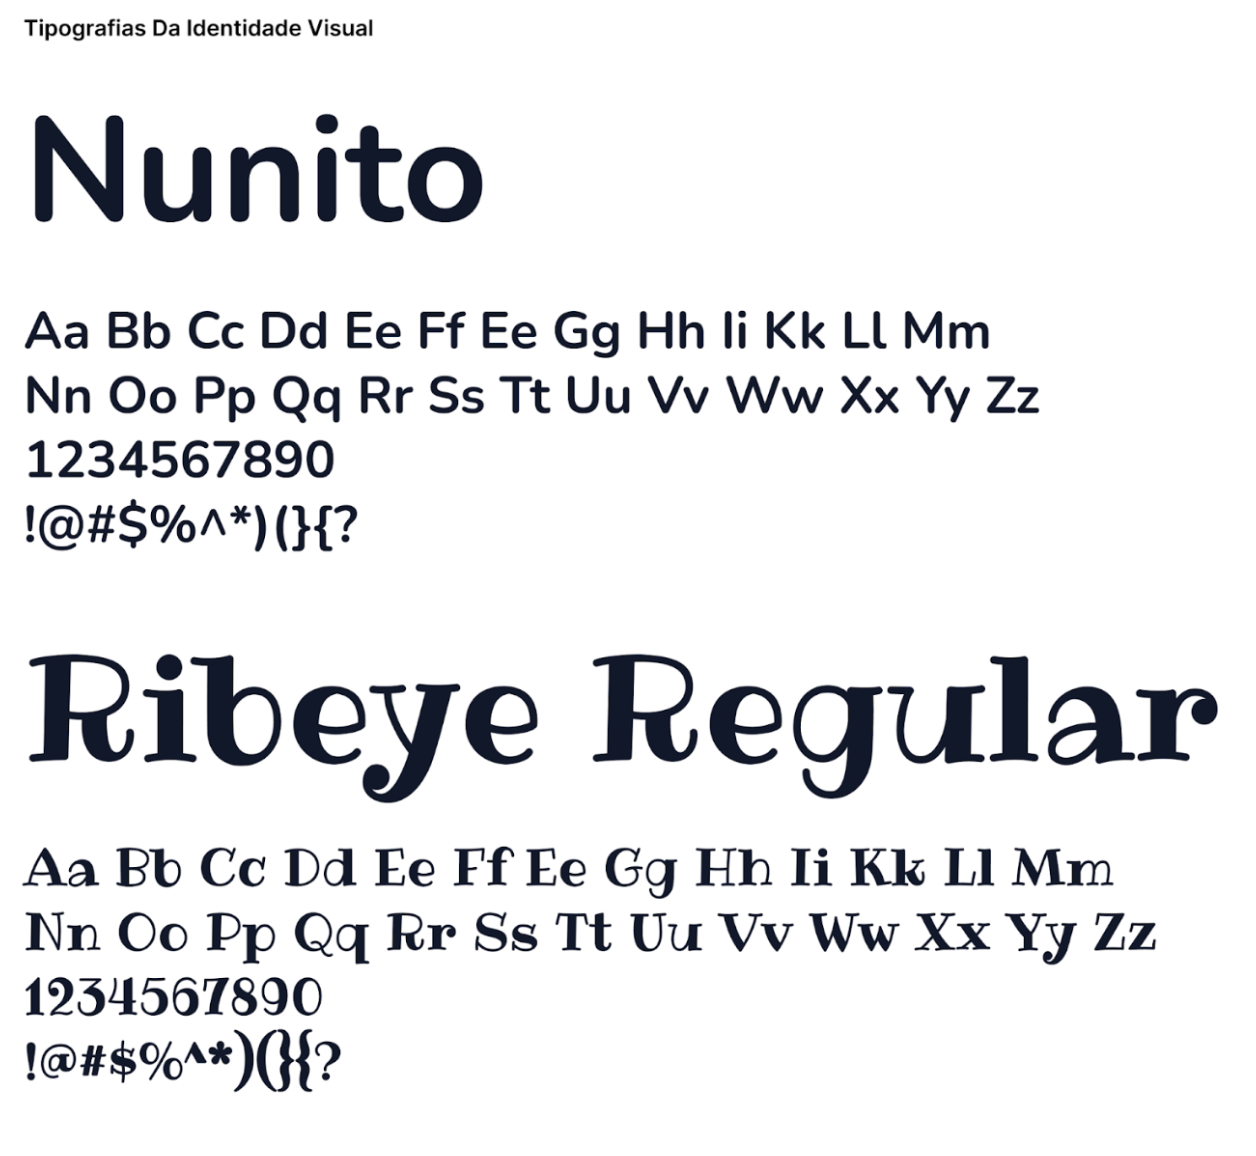 Tipografias Da Identidade Visual
Nunito
Aa Bb Cc Dd Ee Ff Ee Gg Hh Ii Kk Ll Mm
Nn Oo Pp Qq Rr Ss Tt Uu Vv Ww Xx Yy Zz
1234567890
!@#$%^*)(}{?
Ribeye Regular
Aa Bb Cc Dd Ee Ff Ee Gg Hh Ii Kk Ll Mm
Nn Oo Pp Qq Rr Ss Tt Uu Vv Ww Xx Yy Zz
1234567890
!@#$%^*)(}{?